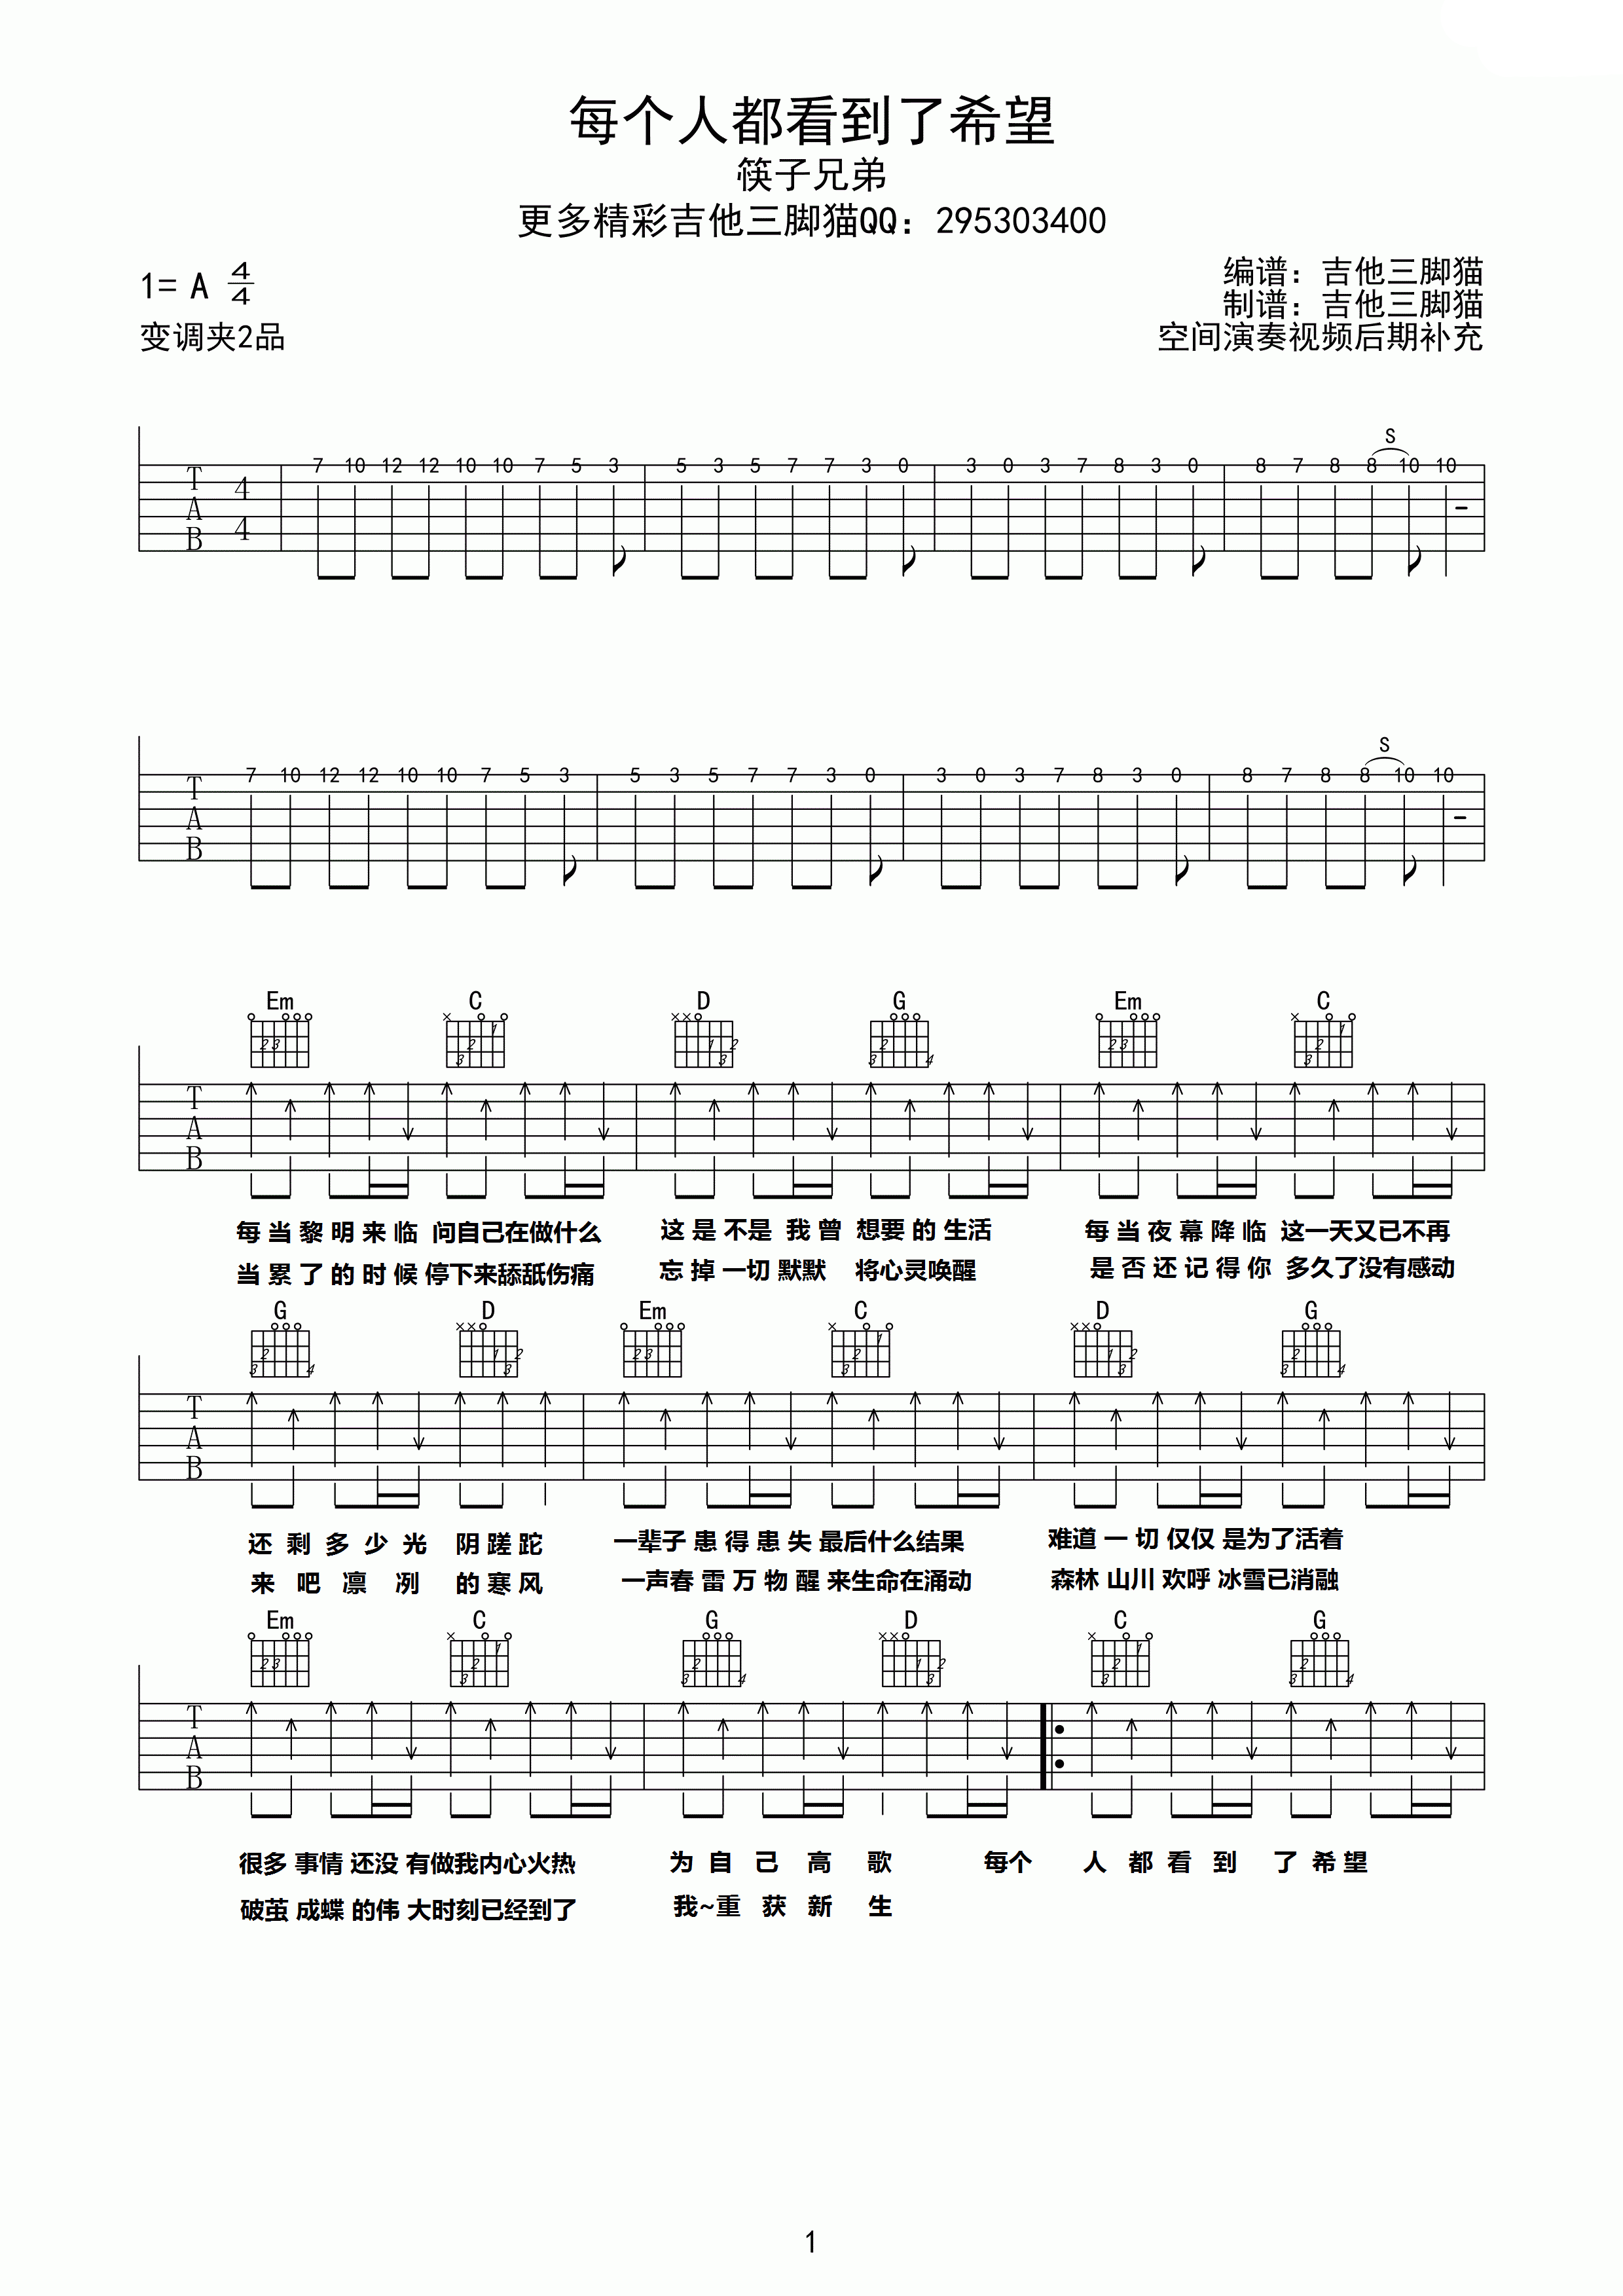 每个人都看到了希望
筷子兄弟
更多精彩吉他三脚猫QQ：295303400
1= A 4/4
变调夹2品
编谱：吉他三脚猫
制谱：吉他三脚猫
空间演奏视频后期补充
S
T A B 4 4 7 10 12 12 10 10 7 5 3 5 3 5 7 7 3 0 3 0 3 7 8 3 0 8 7 8 8 10 10 -
S
T A B 7 10 12 12 10 10 7 5 3 5 3 5 7 7 3 0 3 0 3 7 8 3 0 8 7 8 8 10 10 -
Em C D G Em C
T A B
每当黎明来临 问自己在做什么 这是不是 我曾 想要的生活 每当夜幕降临 这一天又已不再
当累了的时候 停下来舔舐伤痛 忘掉一切 默默 将心灵唤醒 是否还记得你 多久了没有感动
G D Em C D G
T A B
还剩多少光 阴蹉跎 一辈子患得患失 最后什么结果 难道一切 仅仅 是为了活着
来吧凛冽 的寒风 一声春雷万物醒 来生命在涌动 森林山川 欢呼 冰雪已消融
Em C G D C G
T A B
很多 事情 还没 有做我内心火热 为自己高歌 每个 人都看到 了希望
破茧 成蝶 的伟 大时刻已经到了 我~重获新生
1